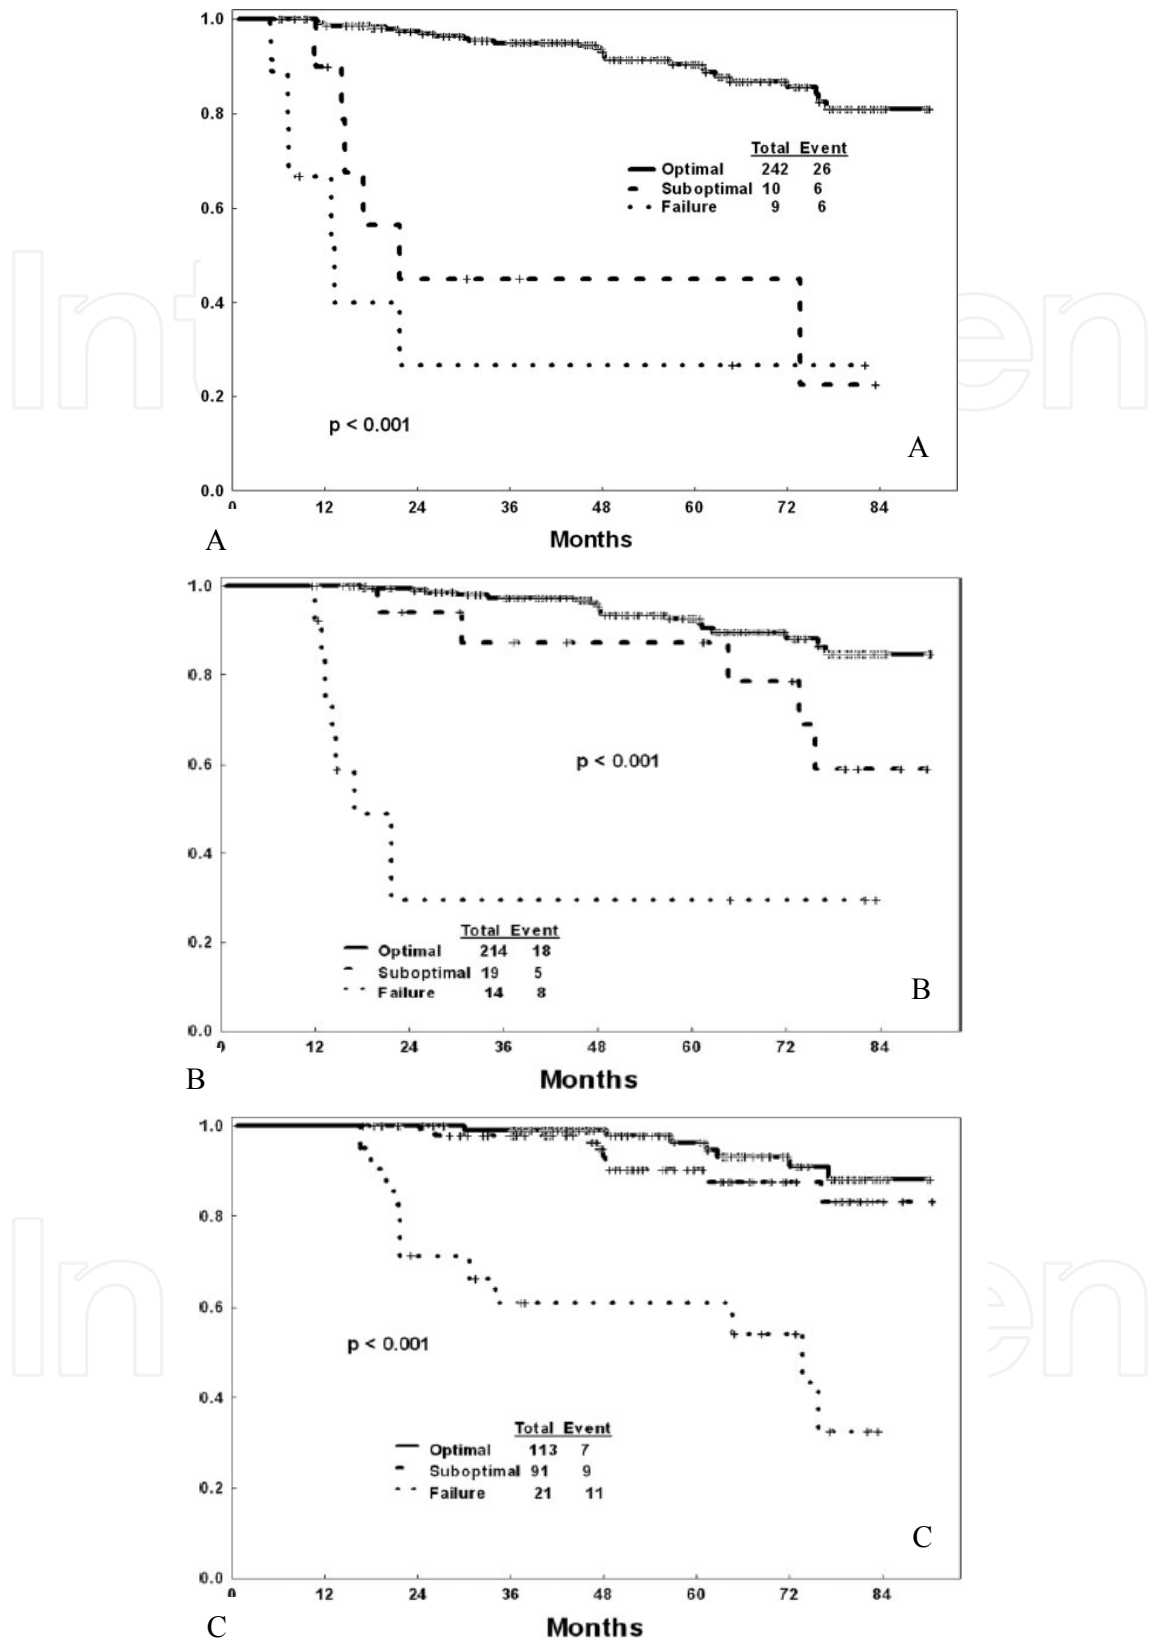 1.0
0.8
Total Event
Optimal 242 26
Suboptimal 10 6
Failure 9 6
0.6
0.4
0.2
p < 0.001
A
0.0
0 12 24 36 48 60 72 84
A Months
1.0
0.8
p < 0.001
0.6
0.4
Total Event
Optimal 214 18
Suboptimal 19 5
Failure 14 8
0.2
B
0.0
0 12 24 36 48 60 72 84
B Months
1.0
0.8
0.6
p < 0.001
0.4
Total Event
Optimal 113 7
Suboptimal 91 9
Failure 21 11
0.2
C
0.0
0 12 24 36 48 60 72 84
C Months